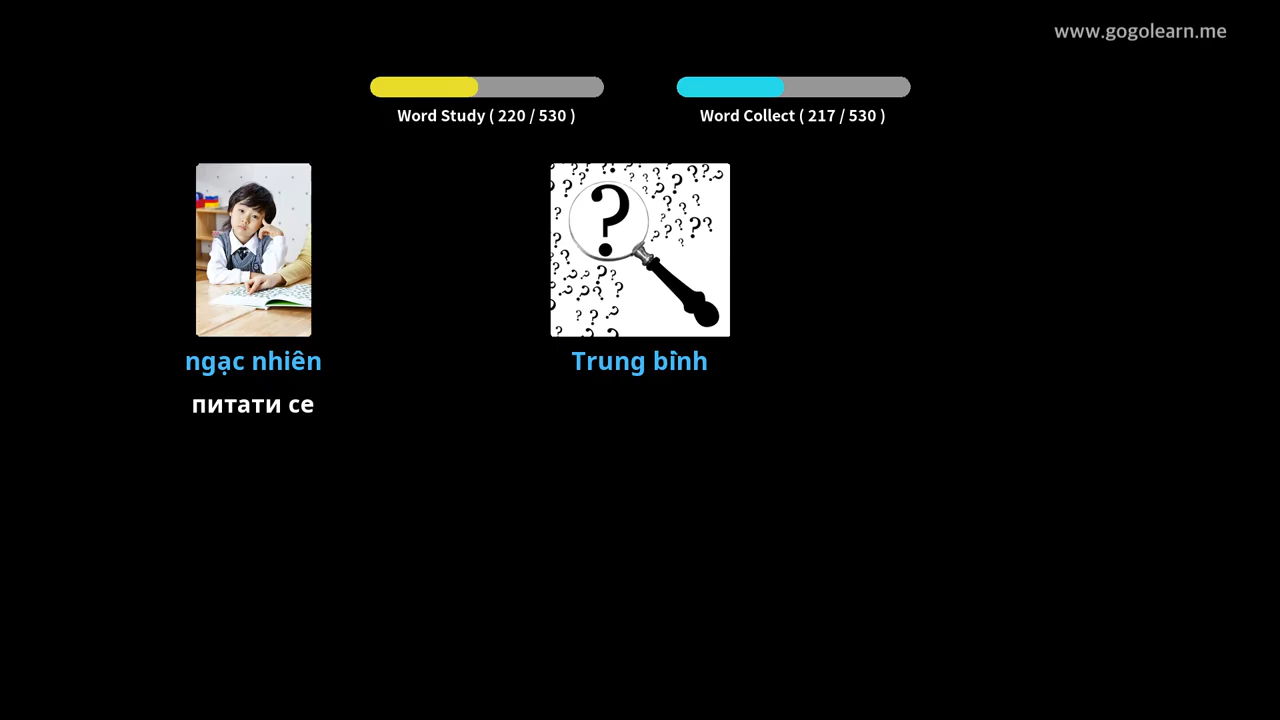 www.gogolearn.me
Word Study ( 220 / 530 )
Word Collect ( 217 / 530 )
ngạc nhiên
Trung bình
питати се